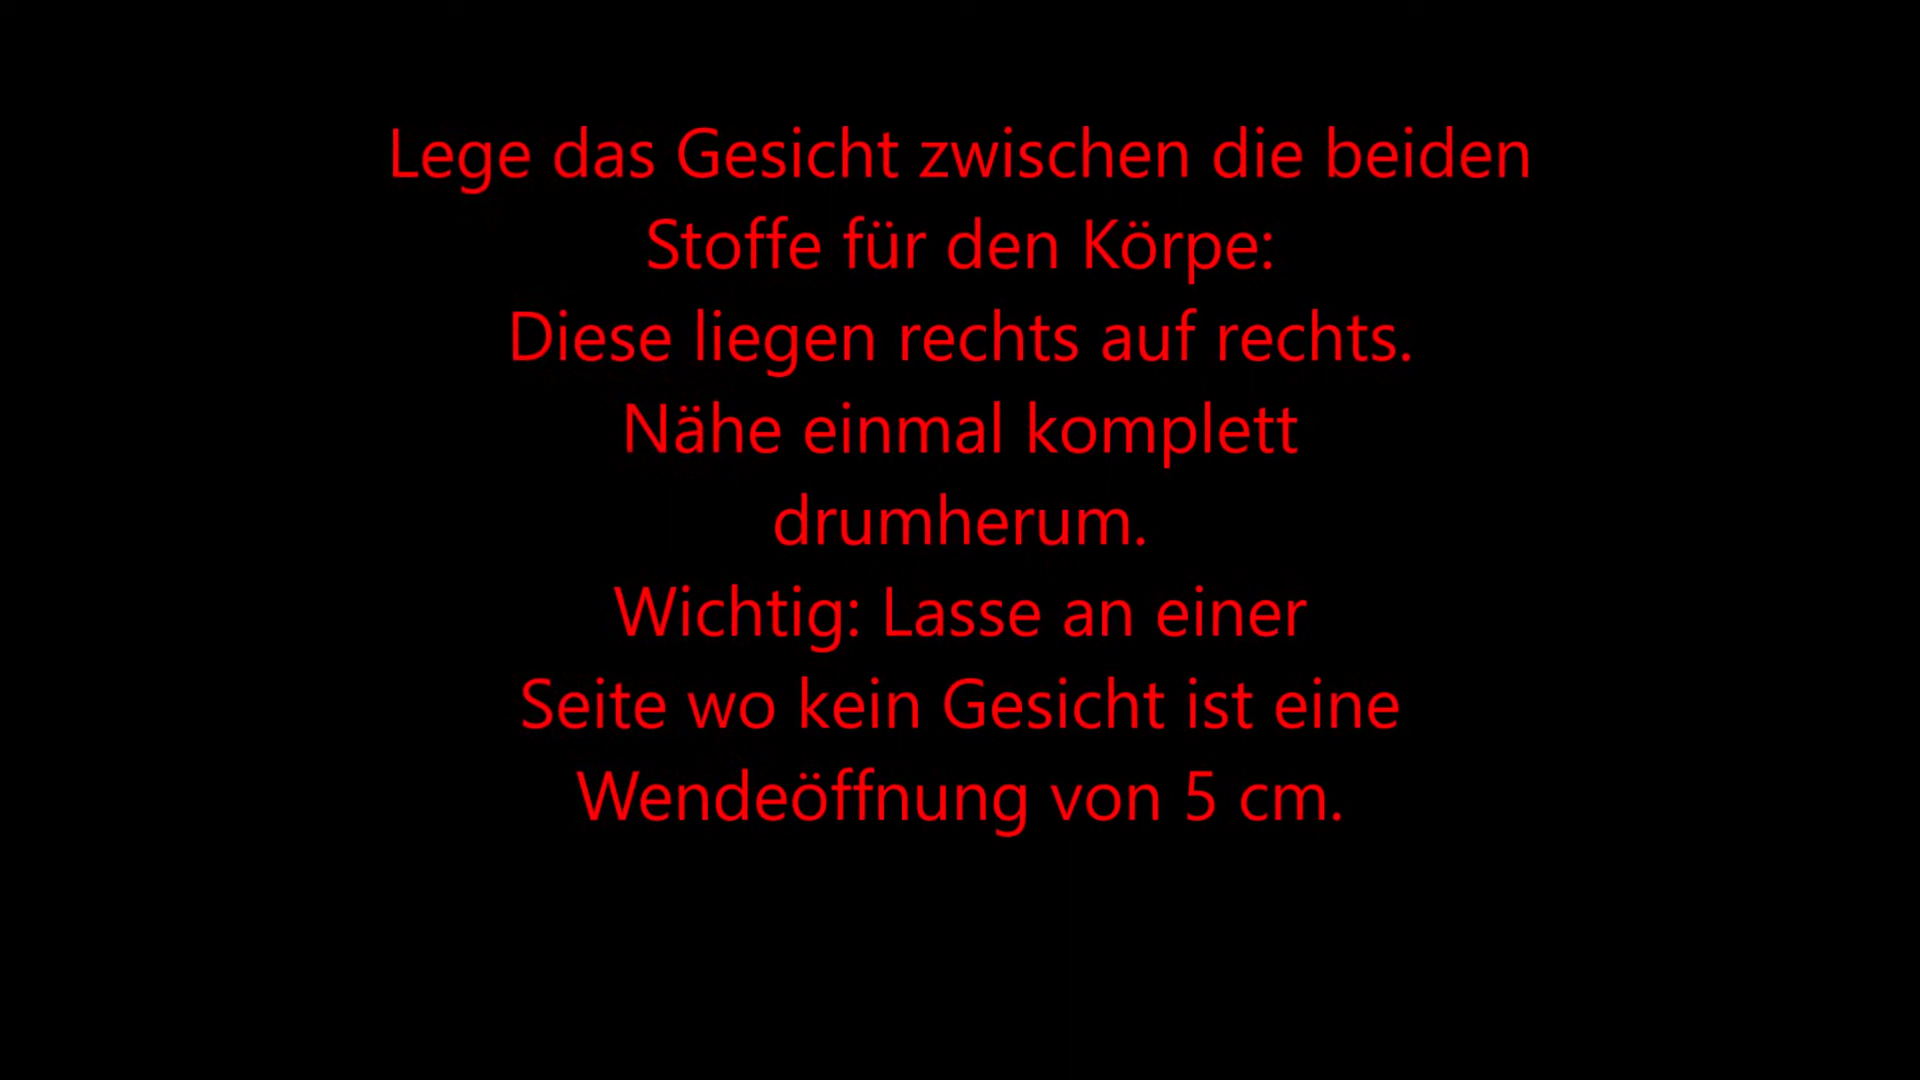 Lege das Gesicht zwischen die beiden
Stoffe für den Körpe:
Diese liegen rechts auf rechts.
Nähe einmal komplett
drumherum.
Wichtig: Lasse an einer
Seite wo kein Gesicht ist eine
Wendeöffnung von 5 cm.